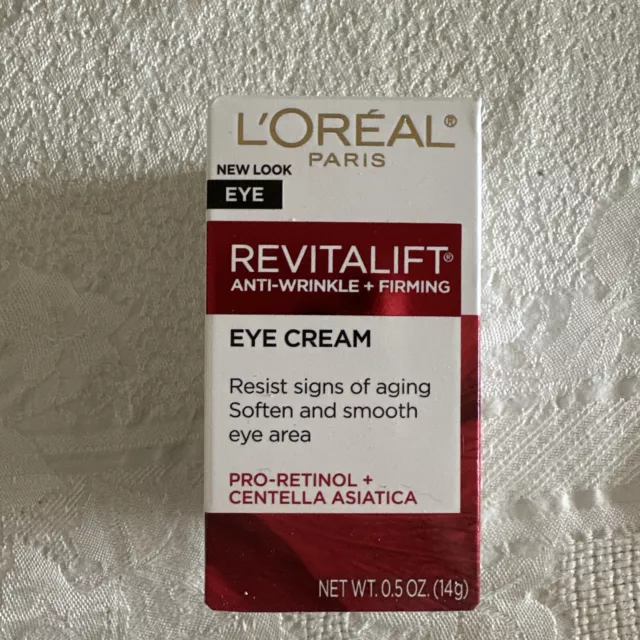 L'ORÉAL®
PARIS
NEW LOOK
EYE
REVITALIFT®
ANTI-WRINKLE + FIRMING
EYE CREAM
Resist signs of aging
Soften and smooth
eye area
PRO-RETINOL +
CENTELLA ASIATICA
NET WT. 0.5 OZ. (14g)